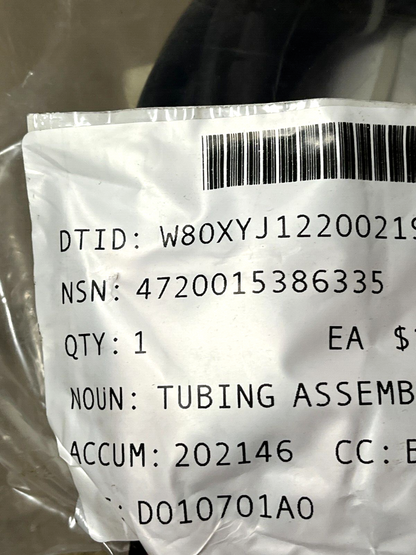 DTID: W80XYJ1220021
NSN: 4720015386335
QTY: 1 EA $
NOUN: TUBING ASSEMB
ACCUM: 202146 CC:
: D010701A0